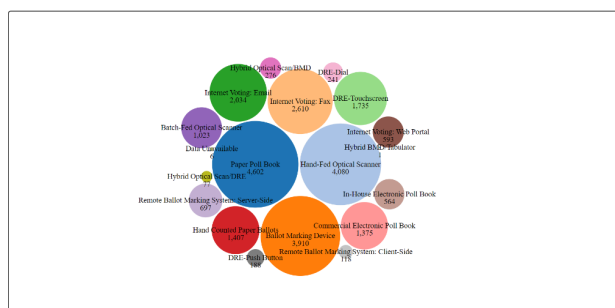 Hybrid Optical Scan/BMD
276
DRE-Dial
241
Internet Voting: Email
2,034
Internet Voting: Fax
2,610
DRE-Touchscreen
1,735
Batch-Fed Optical Scanner
1,023
Internet Voting: Web Portal
593
Data Unavailable
6
Hybrid BMD/Tabulator
1
Paper Poll Book
4,602
Hand-Fed Optical Scanner
4,080
Hybrid Optical Scan/DRE
77
In-House Electronic Poll Book
564
Remote Ballot Marking System: Server-Side
697
Hand Counted Paper Ballots
1,407
Ballot Marking Device
3,910
Commercial Electronic Poll Book
1,375
Remote Ballot Marking System: Client-Side
118
DRE-Push Button
188